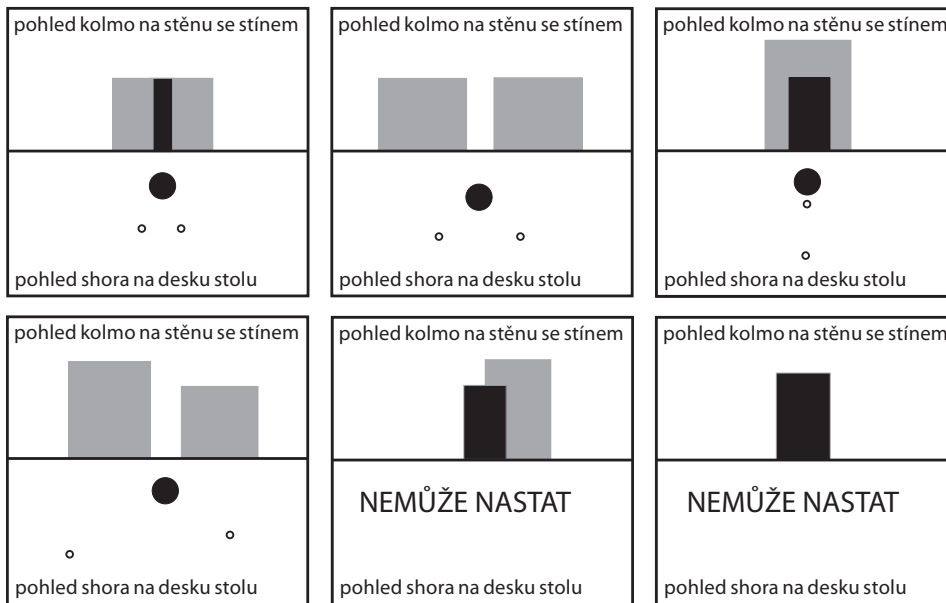 pohled kolmo na stěnu se stínem
pohled kolmo na stěnu se stínem
pohled kolmo na stěnu se stínem
pohled shora na desku stolu
pohled shora na desku stolu
pohled shora na desku stolu
pohled kolmo na stěnu se stínem
pohled kolmo na stěnu se stínem
pohled kolmo na stěnu se stínem
NEMŮŽE NASTAT
NEMŮŽE NASTAT
pohled shora na desku stolu
pohled shora na desku stolu
pohled shora na desku stolu